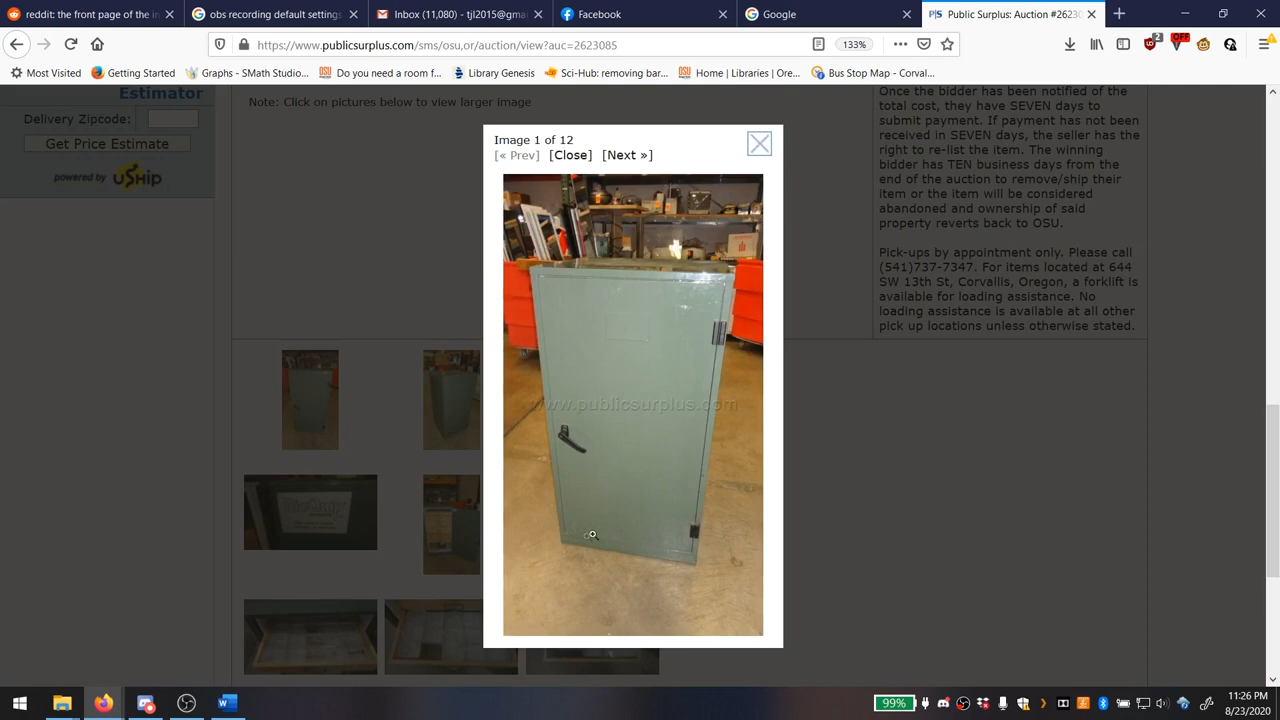 reddit: the front page of the in
obs recording default save loc
Inbox (11,080) - tjl2015@gmai
Facebook
Google
Public Surplus: Auction #26230
https://www.publicsurplus.com/sms/osu,or/auction/view?auc=2623085
133%
2
OFF
Most Visited
Getting Started
Graphs - SMath Studio...
Do you need a room f...
Library Genesis
Sci-Hub: removing bar...
Home | Libraries | Ore...
Bus Stop Map - Corval...
Estimator
Delivery Zipcode:
Get Price Estimate
powered by uShip
Note: Click on pictures below to view larger image
Image 1 of 12
[« Prev] [Close] [Next »]
www.publicsurplus.com
Once the bidder has been notified of the
total cost, they have SEVEN days to
submit payment. If payment has not been
received in SEVEN days, the seller has the
right to re-list the item. The winning
bidder has TEN business days from the
end of the auction to remove/ship their
item or the item will be considered
abandoned and ownership of said
property reverts back to OSU.
Pick-ups by appointment only. Please call
(541)737-7347. For items located at 644
SW 13th St, Corvallis, Oregon, a forklift is
available for loading assistance. No
loading assistance is available at all other
pick up locations unless otherwise stated.
99%
11:26 PM
8/23/2020